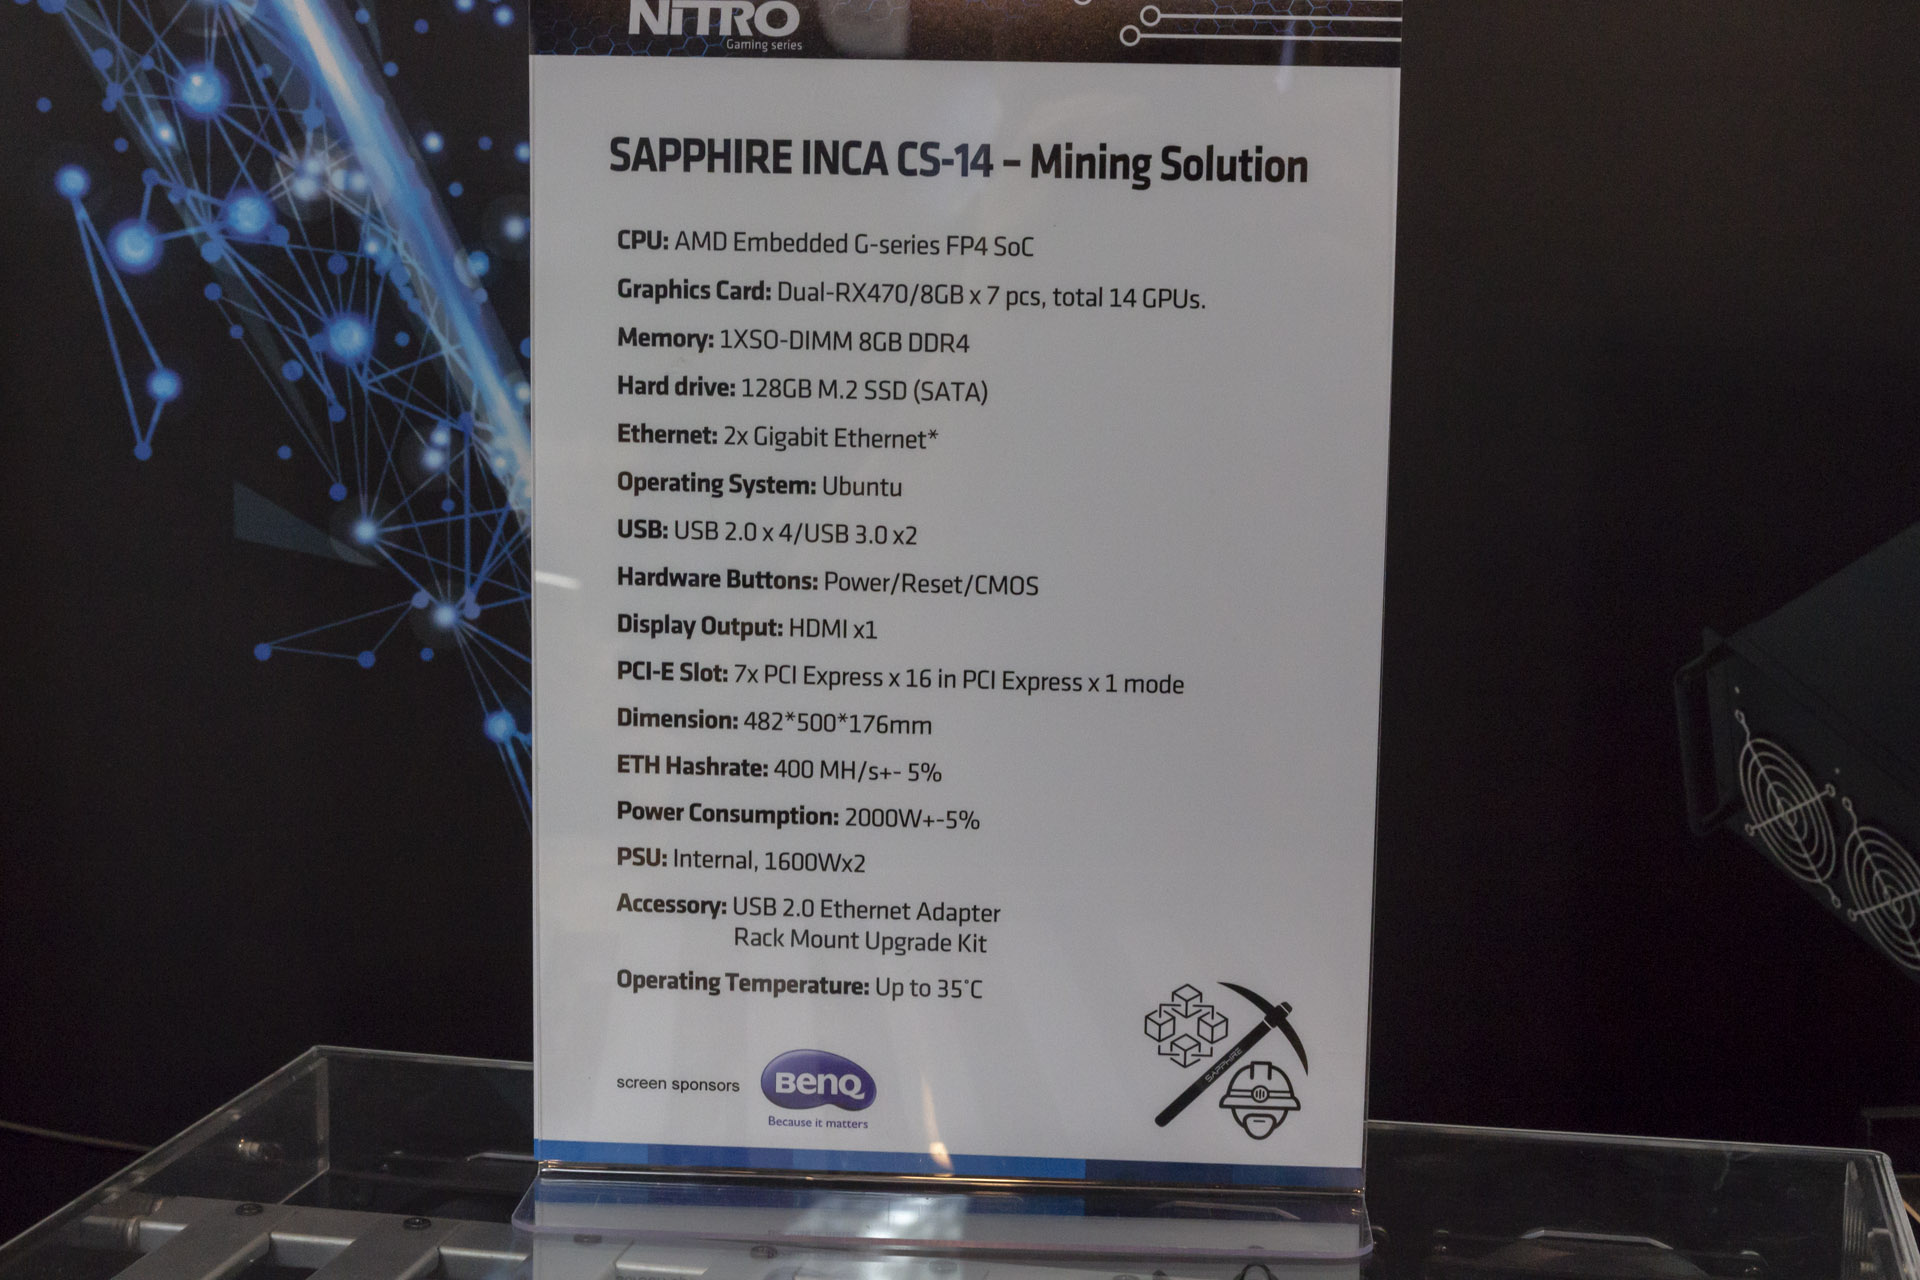 NiTRO
Gaming series
SAPPHIRE INCA CS-14 – Mining Solution
CPU: AMD Embedded G-series FP4 SoC
Graphics Card: Dual-RX470/8GB x 7 pcs, total 14 GPUs.
Memory: 1XSO-DIMM 8GB DDR4
Hard drive: 128GB M.2 SSD (SATA)
Ethernet: 2x Gigabit Ethernet*
Operating System: Ubuntu
USB: USB 2.0 x 4/USB 3.0 x2
Hardware Buttons: Power/Reset/CMOS
Display Output: HDMI x1
PCI-E Slot: 7x PCI Express x 16 in PCI Express x 1 mode
Dimension: 482*500*176mm
ETH Hashrate: 400 MH/s+- 5%
Power Consumption: 2000W+-5%
PSU: Internal, 1600Wx2
Accessory: USB 2.0 Ethernet Adapter
Rack Mount Upgrade Kit
Operating Temperature: Up to 35°C
SAPPHIRE
screen sponsors
BenQ
Because it matters